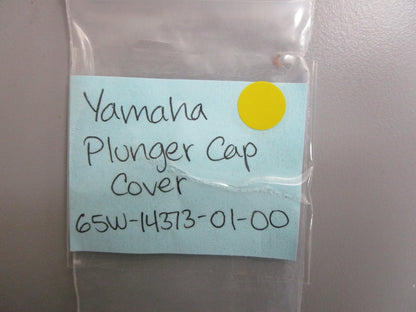 Yamaha
Plunger Cap
Cover
65W-14373-01-00